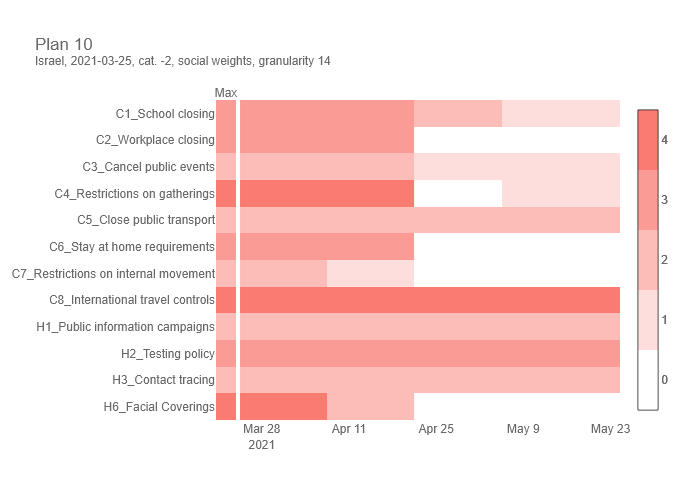 Plan 10
Israel, 2021-03-25, cat. -2, social weights, granularity 14
Max
C1_School closing
C2_Workplace closing
C3_Cancel public events
C4_Restrictions on gatherings
C5_Close public transport
C6_Stay at home requirements
C7_Restrictions on internal movement
C8_International travel controls
H1_Public information campaigns
H2_Testing policy
H3_Contact tracing
H6_Facial Coverings
Mar 28
2021
Apr 11
Apr 25
May 9
May 23
4
3
2
1
0